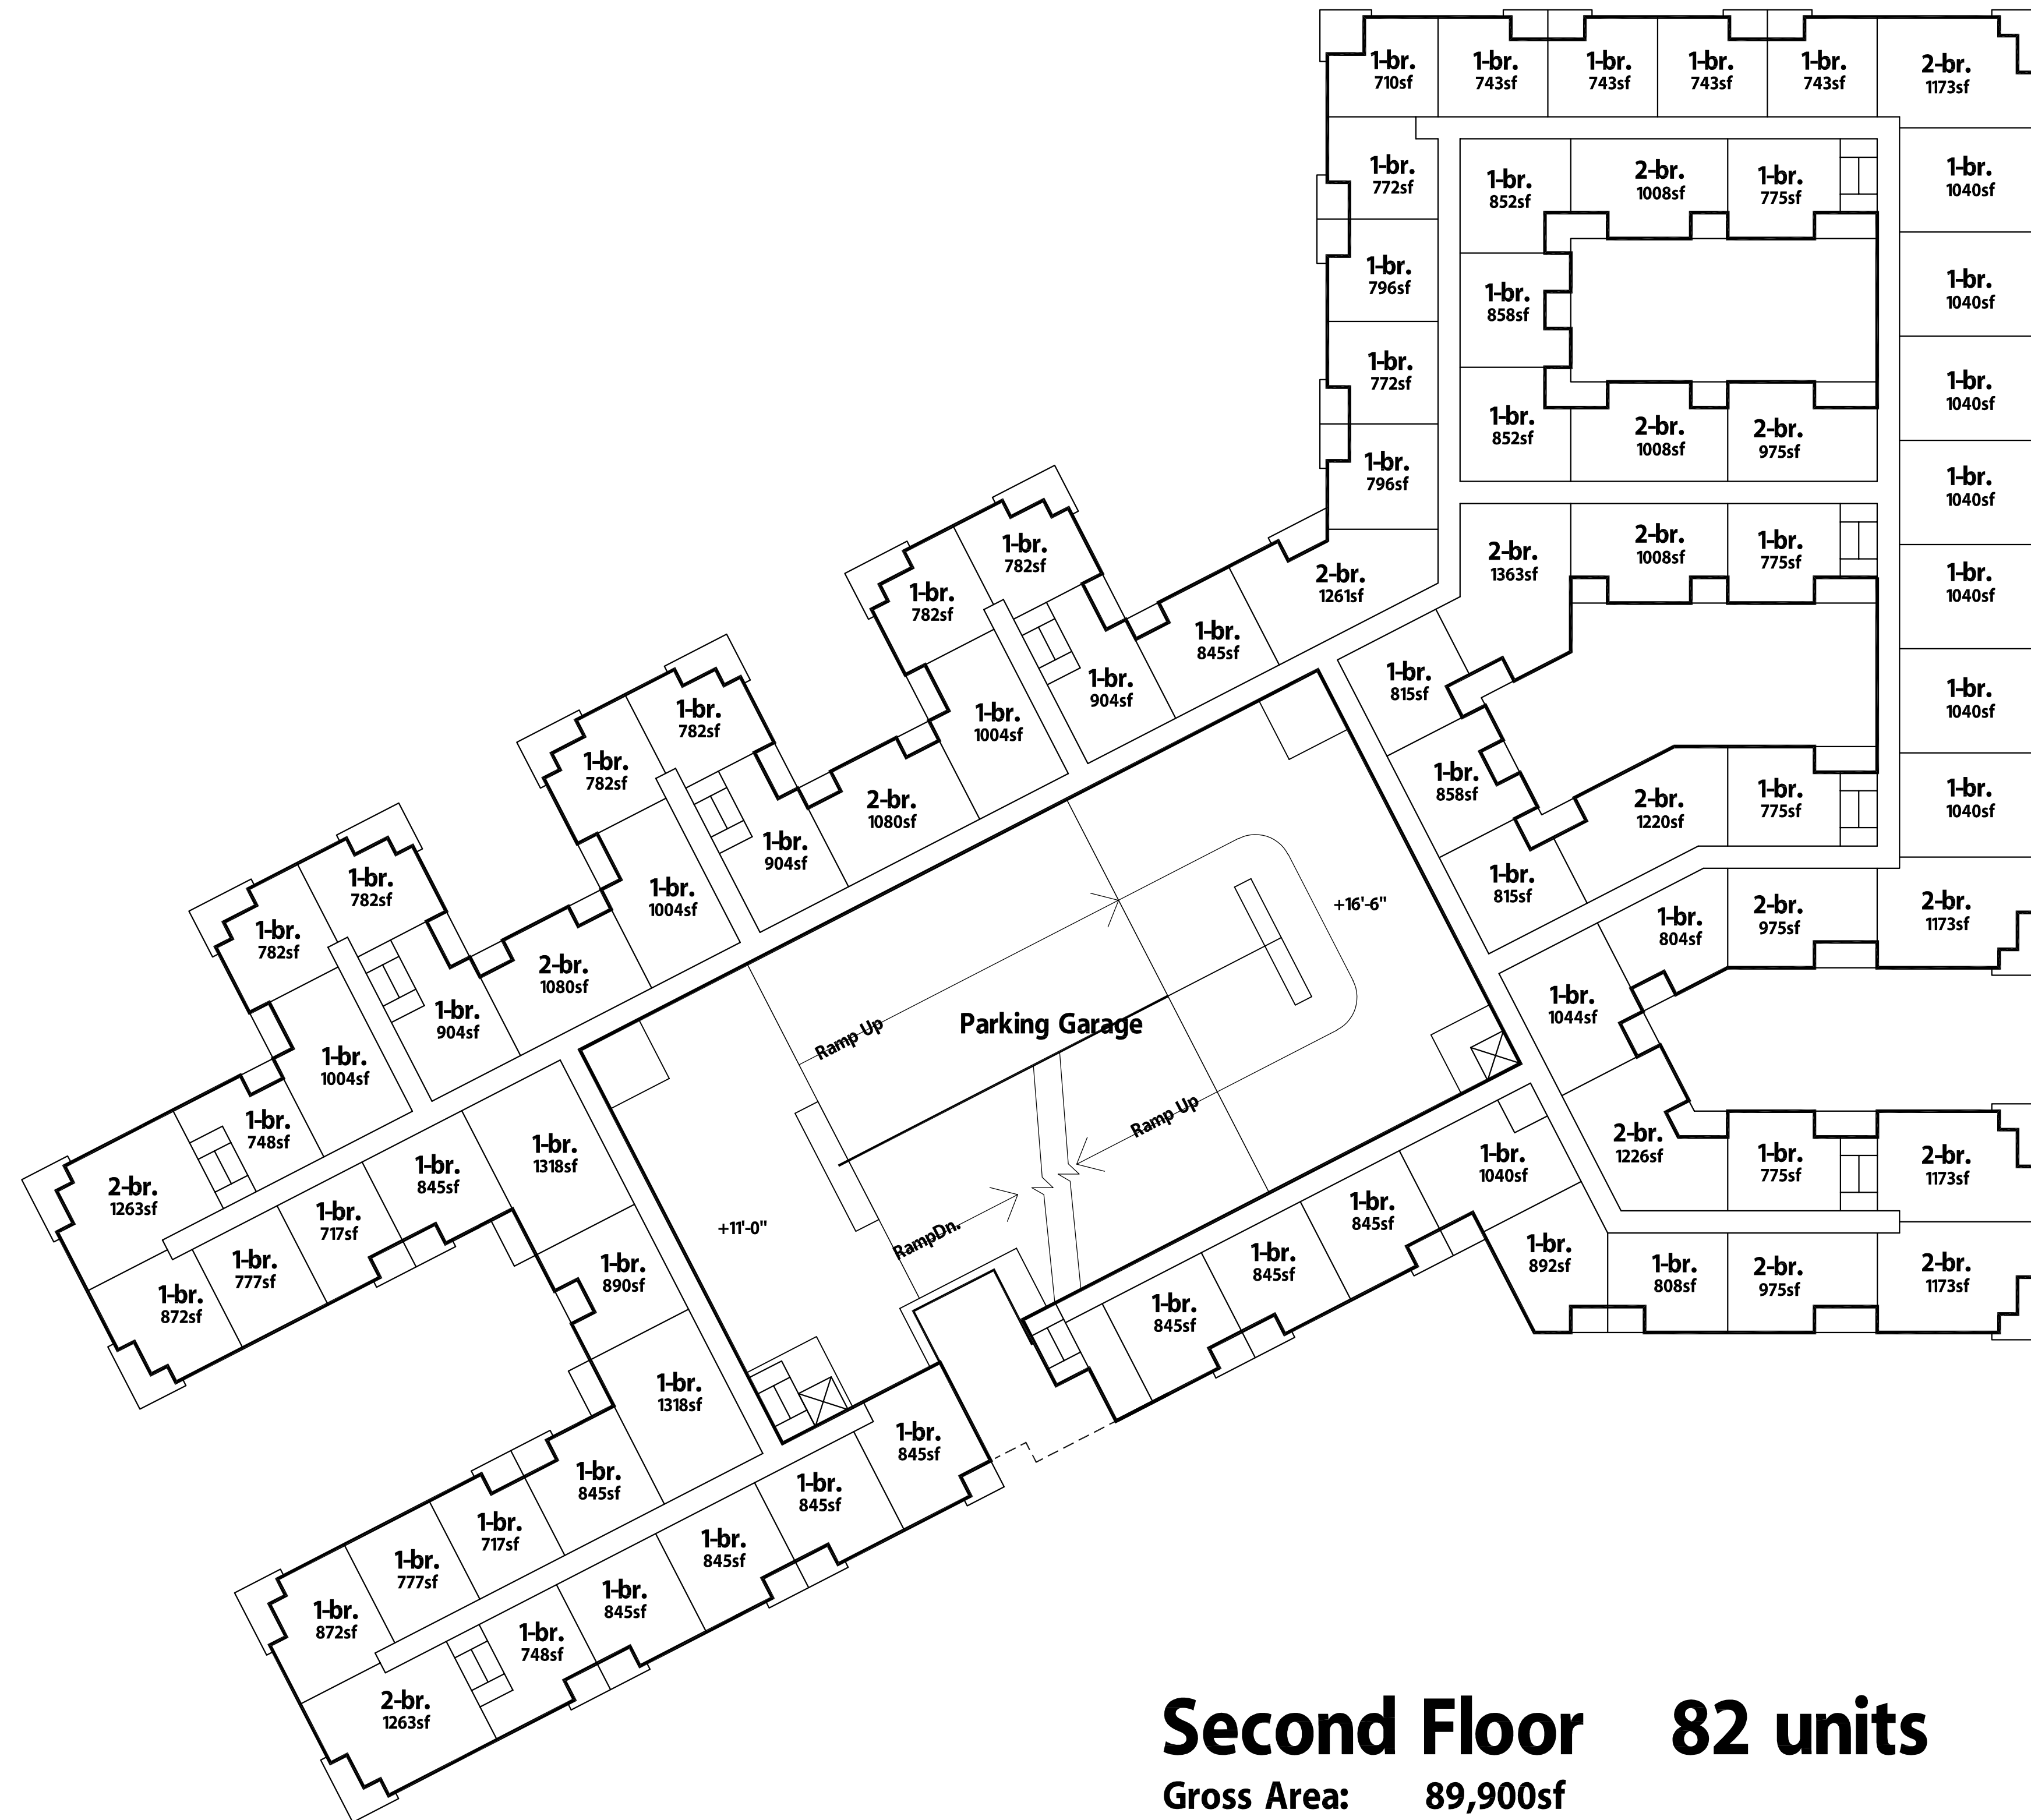 1-br.
710sf
1-br.
743sf
1-br.
743sf
1-br.
743sf
1-br.
743sf
2-br.
1173sf
1-br.
772sf
1-br.
852sf
2-br.
1008sf
1-br.
775sf
1-br.
1040sf
1-br.
796sf
1-br.
858sf
1-br.
1040sf
1-br.
772sf
1-br.
852sf
2-br.
1008sf
2-br.
975sf
1-br.
1040sf
1-br.
796sf
1-br.
1040sf
1-br.
782sf
1-br.
782sf
2-br.
1261sf
2-br.
1363sf
2-br.
1008sf
1-br.
775sf
1-br.
1040sf
1-br.
845sf
1-br.
904sf
1-br.
1004sf
1-br.
815sf
1-br.
1040sf
1-br.
782sf
1-br.
782sf
2-br.
1080sf
1-br.
904sf
1-br.
1004sf
1-br.
858sf
2-br.
1220sf
1-br.
775sf
1-br.
1040sf
1-br.
815sf
1-br.
782sf
1-br.
782sf
2-br.
1080sf
1-br.
904sf
1-br.
1004sf
+16'-6"
1-br.
804sf
2-br.
975sf
2-br.
1173sf
Ramp Up
Parking Garage
1-br.
1044sf
Ramp Up
1-br.
748sf
2-br.
1263sf
1-br.
845sf
1-br.
1318sf
1-br.
1040sf
2-br.
1226sf
1-br.
775sf
2-br.
1173sf
1-br.
717sf
1-br.
777sf
1-br.
872sf
1-br.
890sf
+11'-0"
RampDn.
1-br.
845sf
1-br.
845sf
1-br.
845sf
1-br.
892sf
1-br.
808sf
2-br.
975sf
2-br.
1173sf
1-br.
1318sf
1-br.
845sf
1-br.
845sf
1-br.
845sf
1-br.
717sf
1-br.
777sf
1-br.
872sf
1-br.
845sf
1-br.
845sf
1-br.
748sf
2-br.
1263sf
Second Floor 82 units
Gross Area: 89,900sf